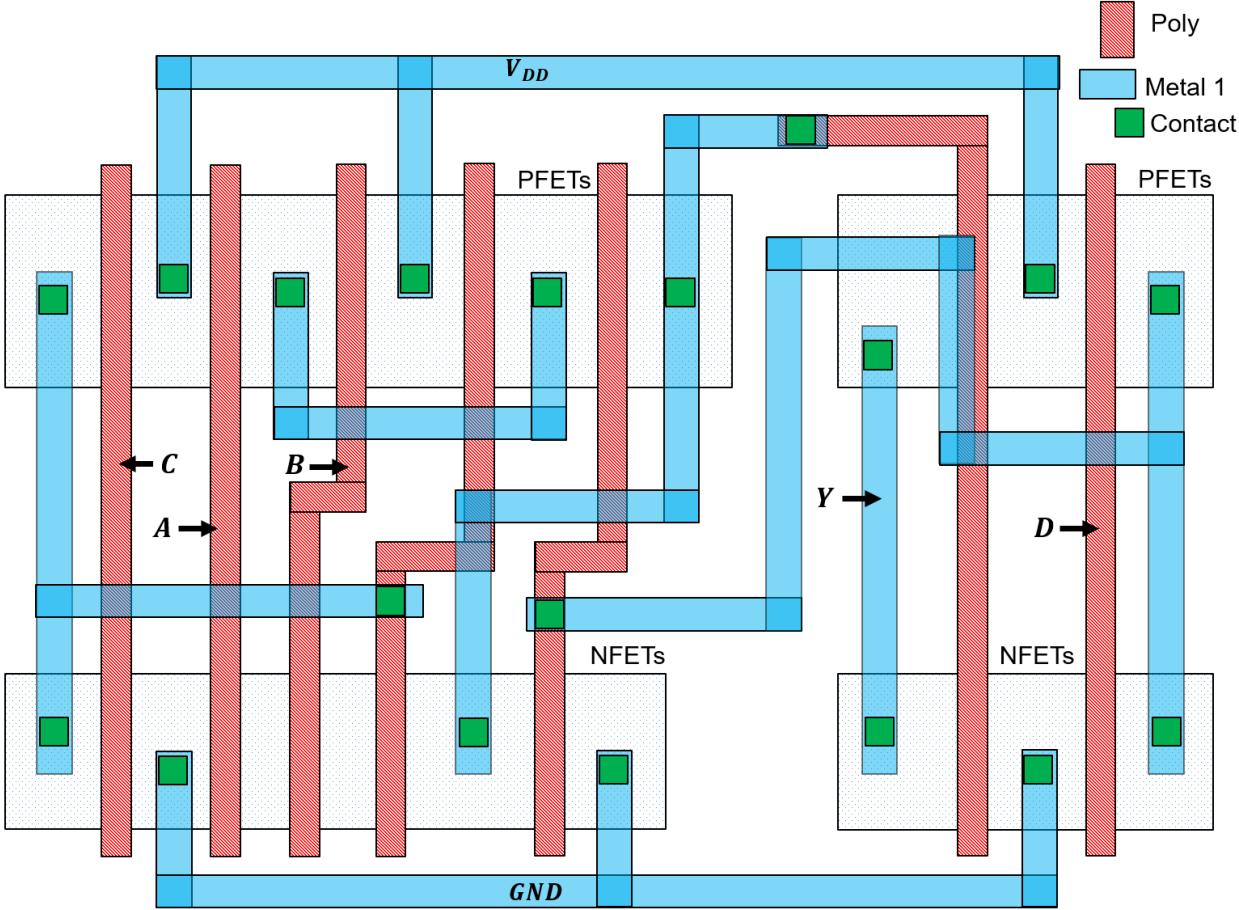 Poly
V_DD
Metal 1
Contact
PFETs
PFETs
C
B
A
Y
D
NFETs
NFETs
GND